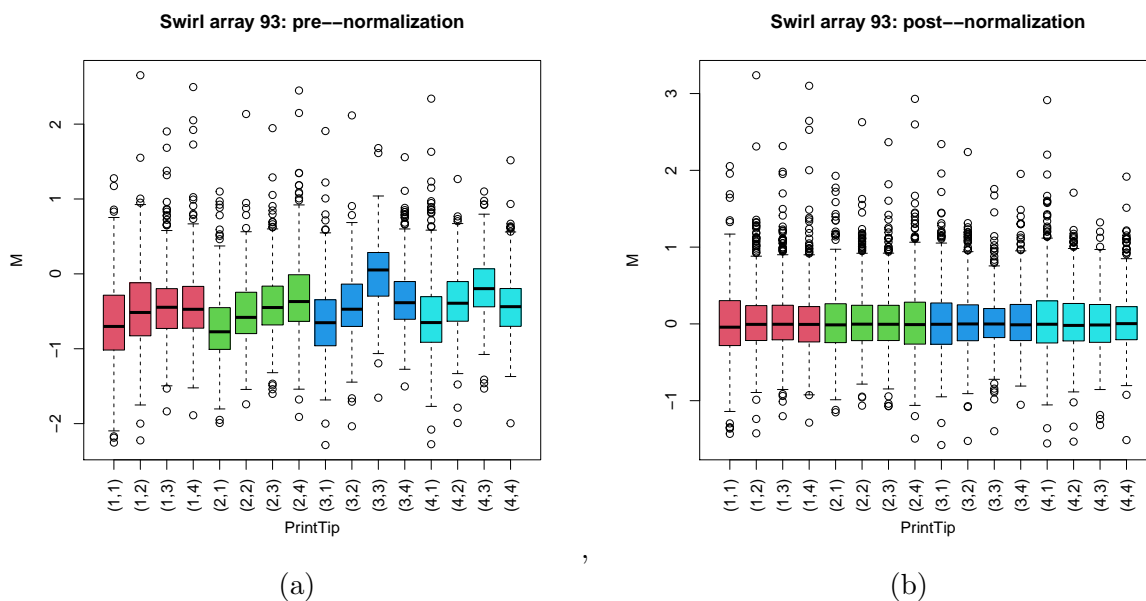 Swirl array 93: pre−−normalization
2
1
0
−1
−2
M
(1,1) (1,2) (1,3) (1,4) (2,1) (2,2) (2,3) (2,4) (3,1) (3,2) (3,3) (3,4) (4,1) (4,2) (4,3) (4,4)
PrintTip
(a)
,
Swirl array 93: post−−normalization
3
2
1
0
−1
M
(1,1) (1,2) (1,3) (1,4) (2,1) (2,2) (2,3) (2,4) (3,1) (3,2) (3,3) (3,4) (4,1) (4,2) (4,3) (4,4)
PrintTip
(b)